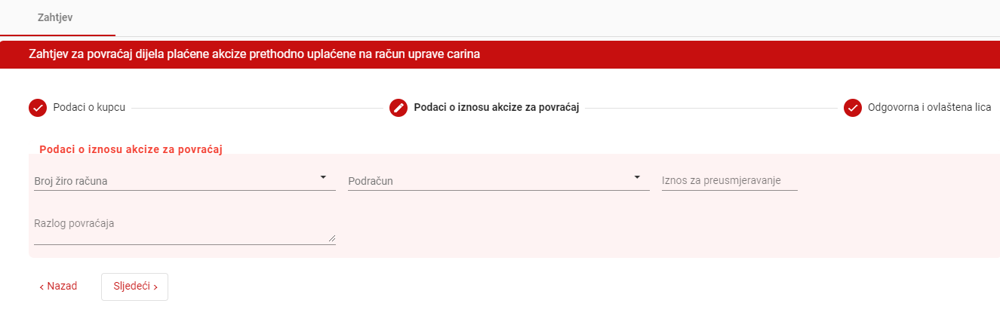 Zahtjev
Zahtjev za povraćaj dijela plaćene akcize prethodno uplaćene na račun uprave carina
Podaci o kupcu
Podaci o iznosu akcize za povraćaj
Odgovorna i ovlaštena lica
Podaci o iznosu akcize za povraćaj
Broj žiro računa
Podračun
Iznos za preusmjeravanje
Razlog povraćaja
‹ Nazad
Sljedeći ›